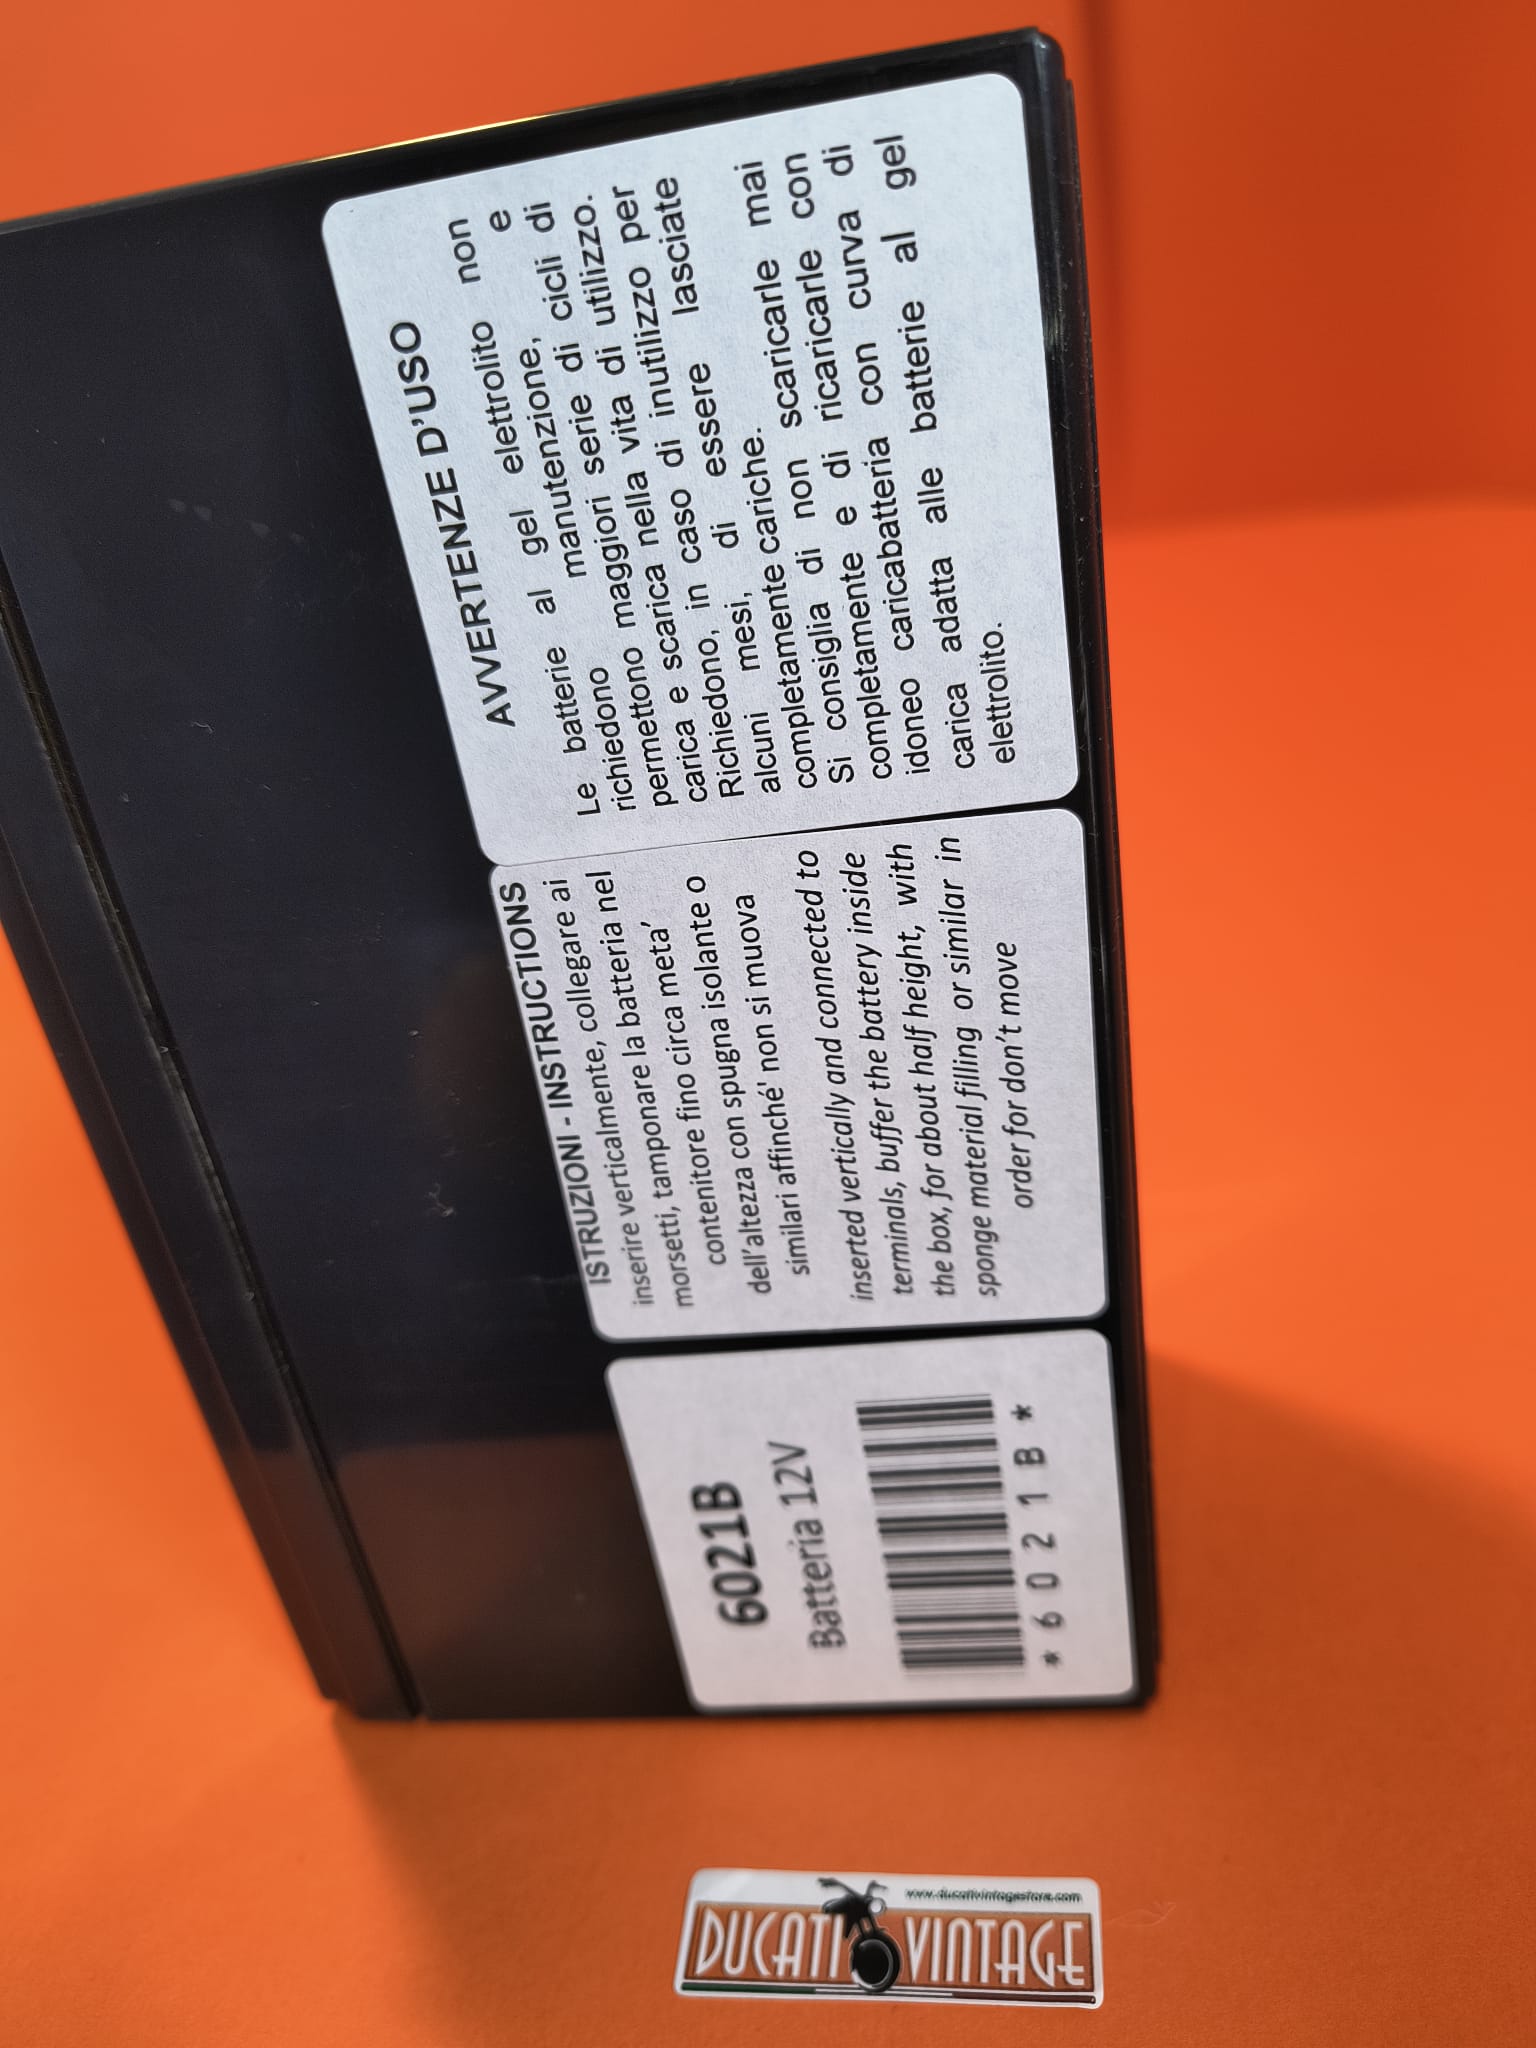 AVVERTENZE D'USO
Le batterie al gel elettrolito non
richiedono manutenzione, e
permettono maggiori serie di cicli di
carica e scarica nella vita di utilizzo.
Richiedono, in caso di inutilizzo per
alcuni mesi, di essere lasciate
completamente cariche.
Si consiglia di non scaricarle mai
completamente e di ricaricarle con
idoneo caricabatteria con curva di
carica adatta alle batterie al gel
elettrolito.
ISTRUZIONI - INSTRUCTIONS
inserire verticalmente, collegare ai
morsetti, tamponare la batteria nel
contenitore fino circa meta'
dell'altezza con spugna isolante o
similari affinché' non si muova
inserted vertically and connected to
terminals, buffer the battery inside
the box, for about half height, with
sponge material filling or similar in
order for don't move
6021B
Batteria 12V
*6021B*
www.ducativintagestore.com
DUCATI VINTAGE